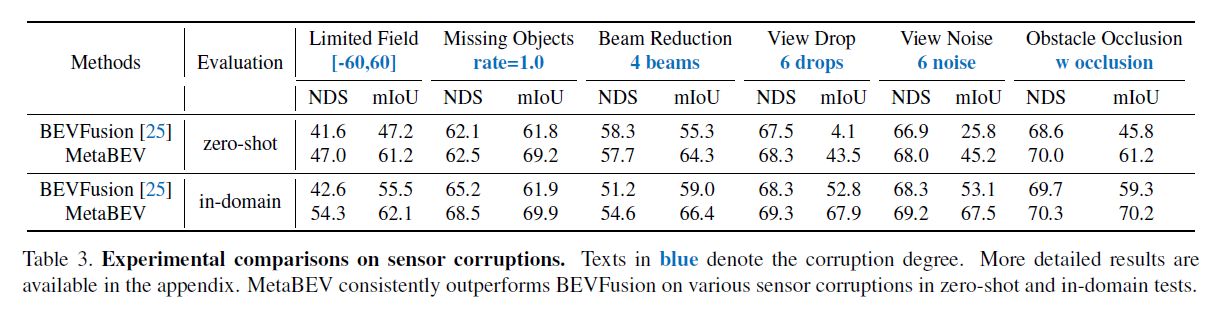 Methods Evaluation Limited Field Missing Objects Beam Reduction View Drop View Noise Obstacle Occlusion
[-60,60] rate=1.0 4 beams 6 drops 6 noise w occlusion
NDS mIoU NDS mIoU NDS mIoU NDS mIoU NDS mIoU NDS mIoU
BEVFusion [25] zero-shot 41.6 47.2 62.1 61.8 58.3 55.3 67.5 4.1 66.9 25.8 68.6 45.8
MetaBEV 47.0 61.2 62.5 69.2 57.7 64.3 68.3 43.5 68.0 45.2 70.0 61.2
BEVFusion [25] in-domain 42.6 55.5 65.2 61.9 51.2 59.0 68.3 52.8 68.3 53.1 69.7 59.3
MetaBEV 54.3 62.1 68.5 69.9 54.6 66.4 69.3 67.9 69.2 67.5 70.3 70.2
Table 3. Experimental comparisons on sensor corruptions. Texts in blue denote the corruption degree. More detailed results are
available in the appendix. MetaBEV consistently outperforms BEVFusion on various sensor corruptions in zero-shot and in-domain tests.